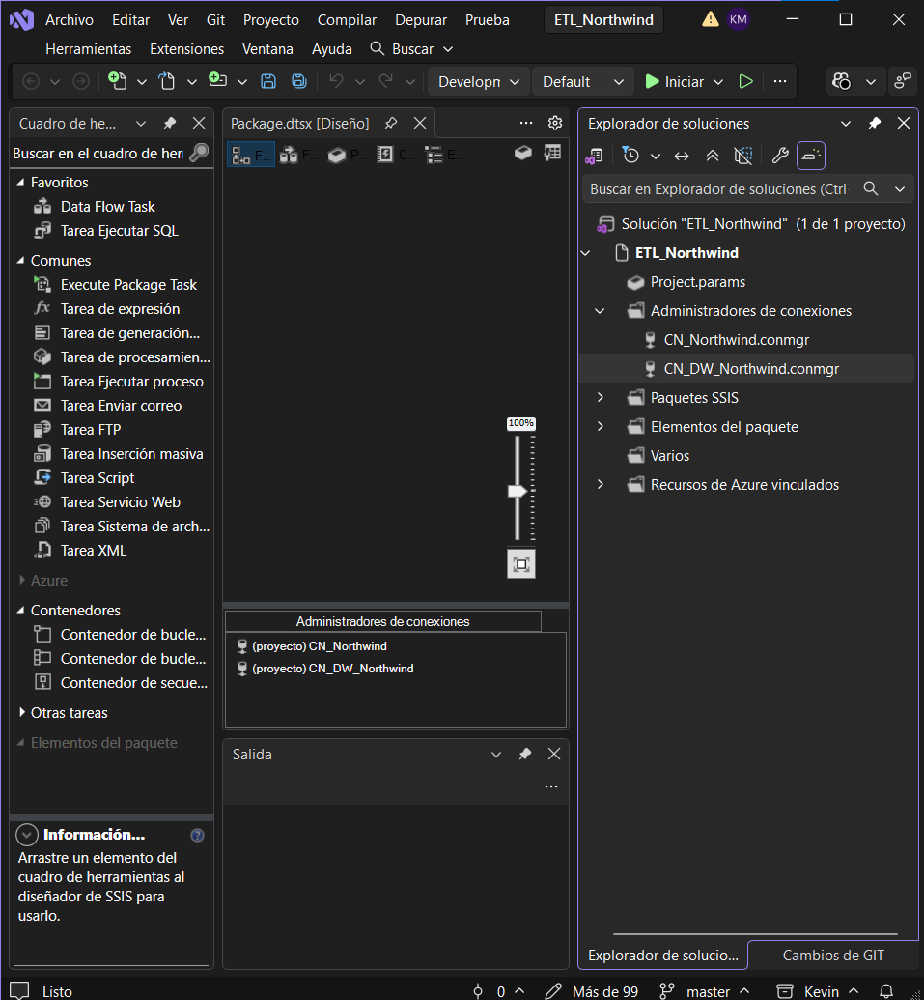 Archivo Editar Ver Git Proyecto Compilar Depurar Prueba ETL_Northwind KM
Herramientas Extensiones Ventana Ayuda Buscar
Developn Default Iniciar
Cuadro de he...
Buscar en el cuadro de her
Favoritos
Data Flow Task
Tarea Ejecutar SQL
Comunes
Execute Package Task
Tarea de expresión
Tarea de generación...
Tarea de procesamien...
Tarea Ejecutar proceso
Tarea Enviar correo
Tarea FTP
Tarea Inserción masiva
Tarea Script
Tarea Servicio Web
Tarea Sistema de arch...
Tarea XML
Azure
Contenedores
Contenedor de bucle...
Contenedor de bucle...
Contenedor de secue...
Otras tareas
Elementos del paquete
Información...
Arrastre un elemento del
cuadro de herramientas al
diseñador de SSIS para
usarlo.
Package.dtsx [Diseño]
F... F... P... C... E...
100%
Administradores de conexiones
(proyecto) CN_Northwind
(proyecto) CN_DW_Northwind
Salida
Explorador de soluciones
Buscar en Explorador de soluciones (Ctrl
Solución "ETL_Northwind" (1 de 1 proyecto)
ETL_Northwind
Project.params
Administradores de conexiones
CN_Northwind.conmgr
CN_DW_Northwind.conmgr
Paquetes SSIS
Elementos del paquete
Varios
Recursos de Azure vinculados
Explorador de solucio... Cambios de GIT
Listo 0 Más de 99 master Kevin